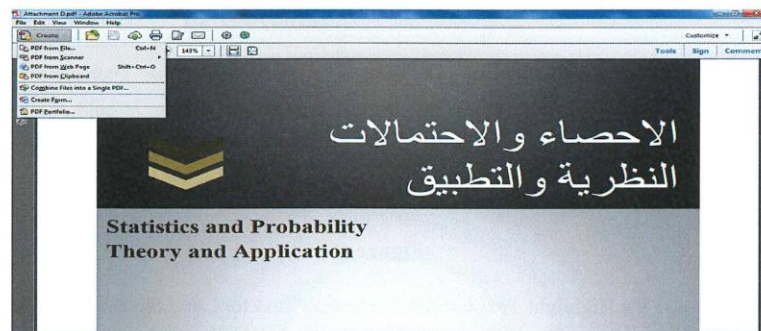 Attachment D.pdf - Adobe Acrobat Pro
File Edit View Window Help
Create
Customize
143%
Tools Sign Comment
PDF from File... Ctrl+N
PDF from Scanner
PDF from Web Page Shift+Ctrl+O
PDF from Clipboard
Combine Files into a Single PDF...
Create Form...
PDF Portfolio...
الاحصاء والاحتمالات
النظرية والتطبيق
Statistics and Probability
Theory and Application